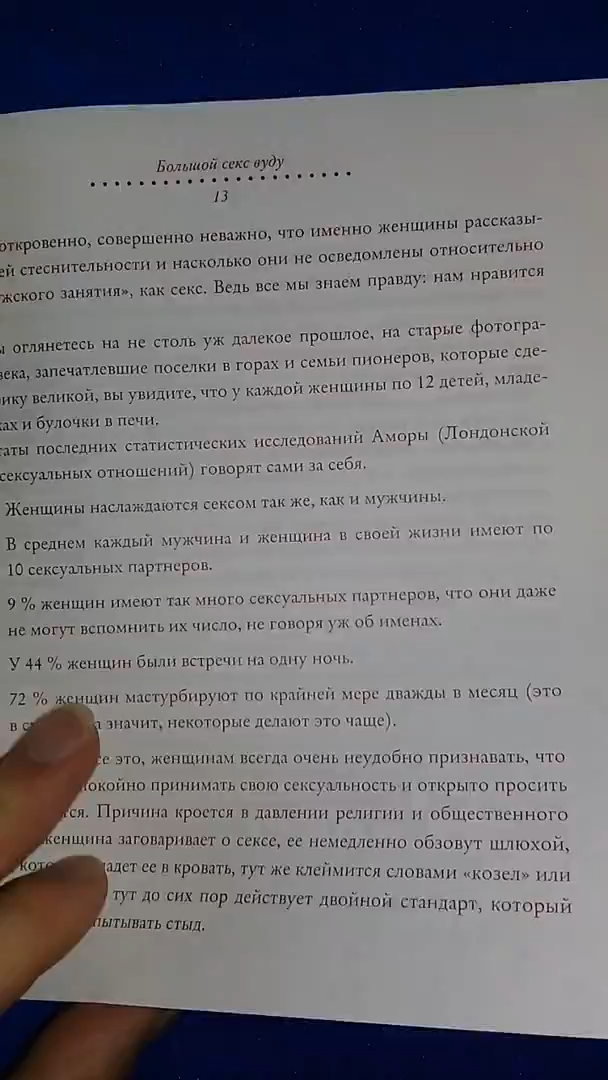 Большой секс вуду
13
откровенно, совершенно неважно, что именно женщины рассказы-
ей стеснительности и насколько они не осведомлены относительно
жского занятия», как секс. Ведь все мы знаем правду: нам нравится
ы оглянетесь на не столь уж далекое прошлое, на старые фотогра-
века, запечатлевшие поселки в горах и семьи пионеров, которые сде-
рику великой, вы увидите, что у каждой женщины по 12 детей, младе-
ках и булочки в печи.
таты последних статистических исследований Аморы (Лондонской
сексуальных отношений) говорят сами за себя.
Женщины наслаждаются сексом так же, как и мужчины.
В среднем каждый мужчина и женщина в своей жизни имеют по
10 сексуальных партнеров.
9 % женщин имеют так много сексуальных партнеров, что они даже
не могут вспомнить их число, не говоря уж об именах.
У 44 % женщин были встречи на одну ночь.
72 % женщин мастурбируют по крайней мере дважды в месяц (это
в значит, некоторые делают это чаще).
се это, женщинам всегда очень неудобно признавать, что
покойно принимать свою сексуальность и открыто просить
ся. Причина кроется в давлении религии и общественного
женщина заговаривает о сексе, ее немедленно обзовут шлюхой,
адет ее в кровать, тут же клеймится словами «козел» или
тут до сих пор действует двойной стандарт, который
пытывать стыд.